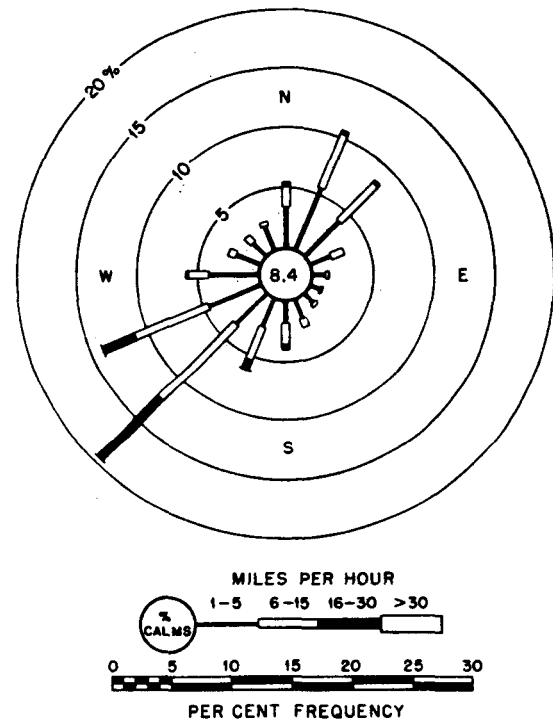 20%
15
N
10
5
W
8.4
E
S
MILES PER HOUR
1-5 6-15 16-30 >30
% CALMS
0 5 10 15 20 25 30
PER CENT FREQUENCY